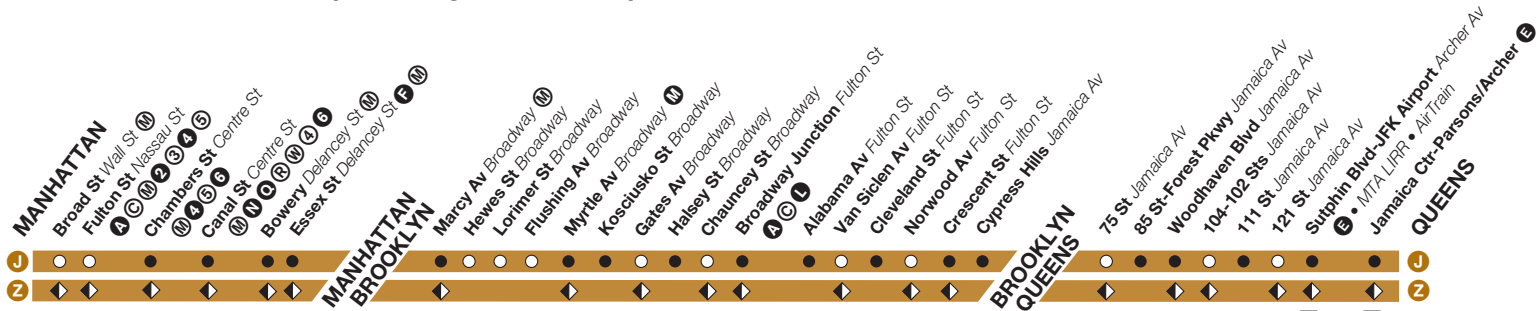 MANHATTAN
Broad St Wall St M
Fulton St Nassau St
A C M 2 3 4 5
Chambers St Centre St
M 4 5 6
Canal St Centre St
M N Q R W 4 6
Bowery Delancey St M
Essex St Delancey St F M
MANHATTAN
BROOKLYN
Marcy Av Broadway M
Hewes St Broadway
Lorimer St Broadway
Flushing Av Broadway
Myrtle Av Broadway M
Kosciusko St Broadway
Gates Av Broadway
Halsey St Broadway
Chauncey St Broadway
Broadway Junction Fulton St
A C L
Alabama Av Fulton St
Van Siclen Av Fulton St
Cleveland St Fulton St
Norwood Av Fulton St
Crescent St Fulton St
Cypress Hills Jamaica Av
BROOKLYN
QUEENS
75 St Jamaica Av
85 St-Forest Pkwy Jamaica Av
Woodhaven Blvd Jamaica Av
104-102 Sts Jamaica Av
111 St Jamaica Av
121 St Jamaica Av
Sutphin Blvd-JFK Airport Archer Av
E • MTA LIRR • AirTrain
Jamaica Ctr-Parsons/Archer E
QUEENS
J J
Z Z